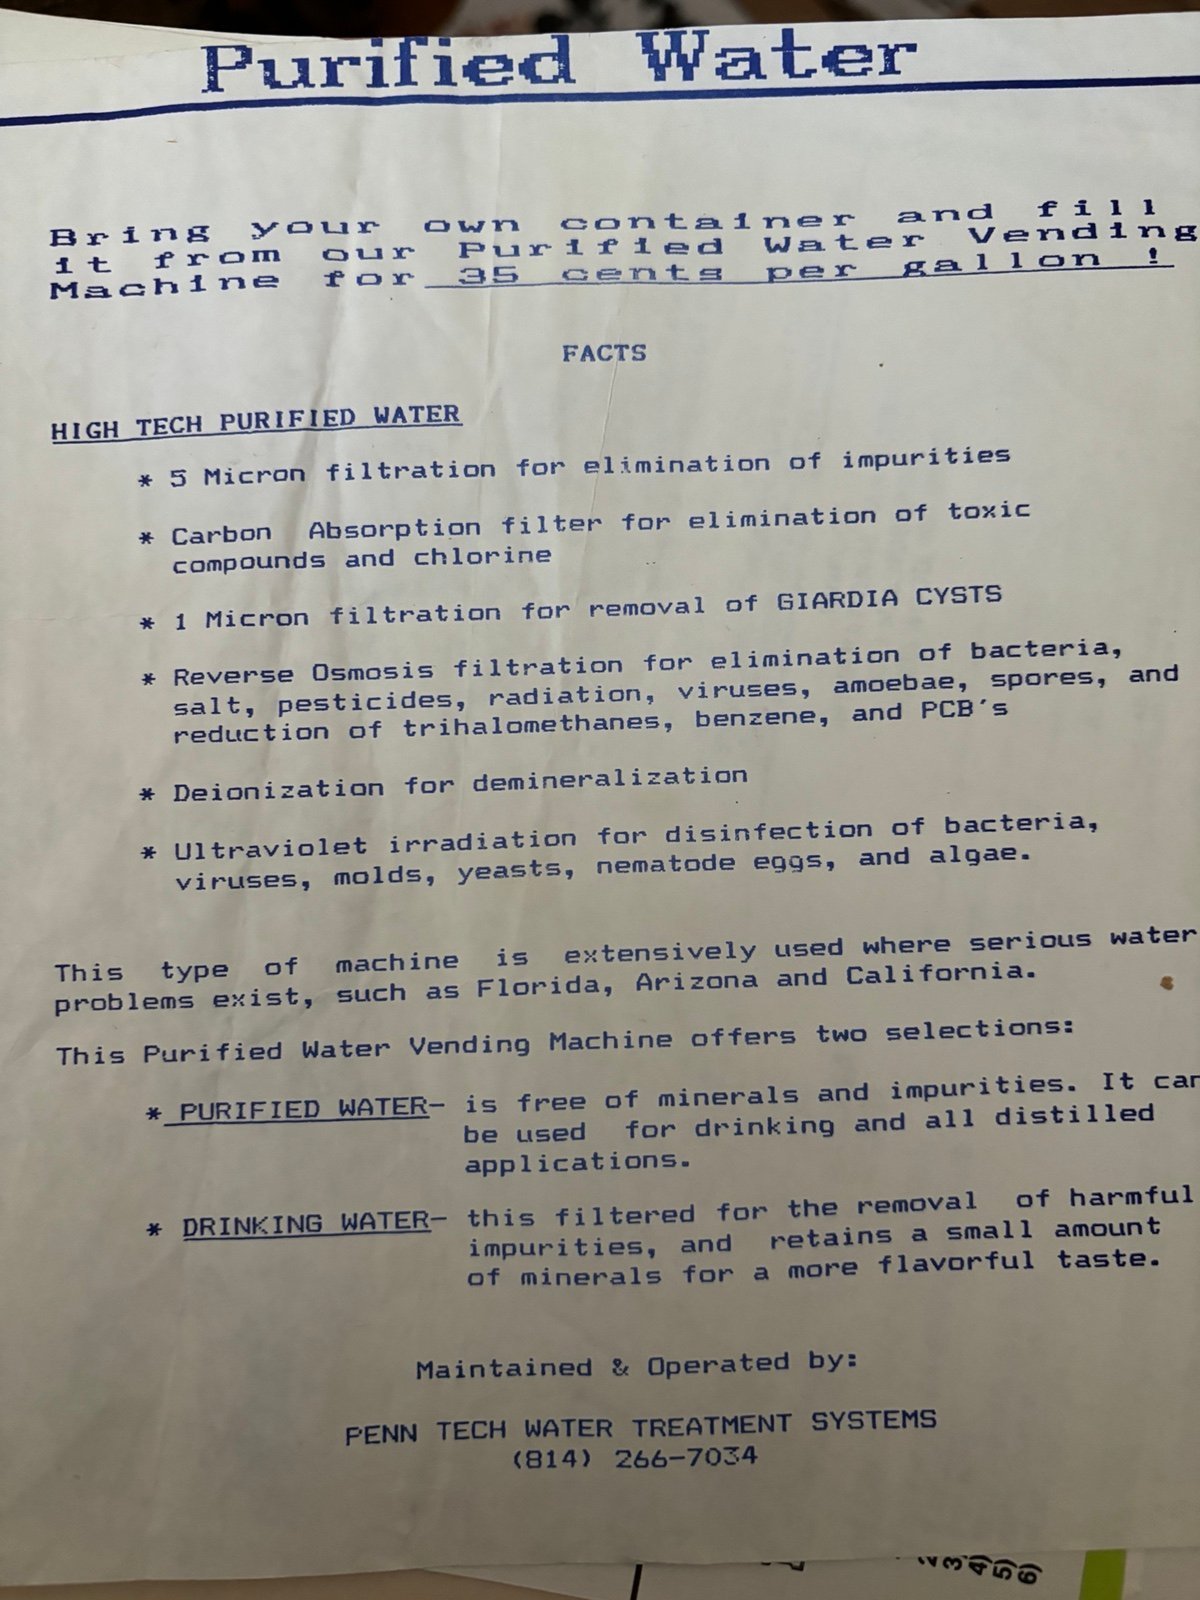 Purified Water
Bring your own container and fill
it from our Purified Water Vending
Machine for 35 cents per gallon !
FACTS
HIGH TECH PURIFIED WATER
* 5 Micron filtration for elimination of impurities
* Carbon Absorption filter for elimination of toxic
compounds and chlorine
* 1 Micron filtration for removal of GIARDIA CYSTS
* Reverse Osmosis filtration for elimination of bacteria,
salt, pesticides, radiation, viruses, amoebae, spores, and
reduction of trihalomethanes, benzene, and PCB's
* Deionization for demineralization
* Ultraviolet irradiation for disinfection of bacteria,
viruses, molds, yeasts, nematode eggs, and algae.
This type of machine is extensively used where serious water
problems exist, such as Florida, Arizona and California.
This Purified Water Vending Machine offers two selections:
* PURIFIED WATER- is free of minerals and impurities. It can
be used for drinking and all distilled
applications.
* DRINKING WATER- this filtered for the removal of harmful
impurities, and retains a small amount
of minerals for a more flavorful taste.
Maintained & Operated by:
PENN TECH WATER TREATMENT SYSTEMS
(814) 266-7034
4)
5)
6)